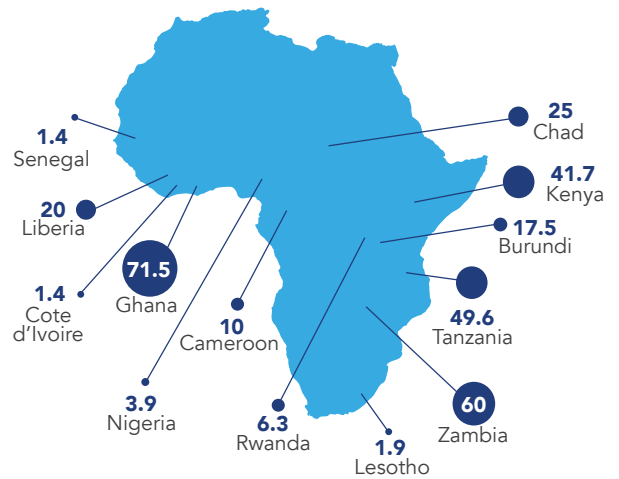 1.4
Senegal
20
Liberia
1.4
Cote
d’Ivoire
71.5
Ghana
3.9
Nigeria
10
Cameroon
6.3
Rwanda
1.9
Lesotho
60
Zambia
49.6
Tanzania
17.5
Burundi
41.7
Kenya
25
Chad